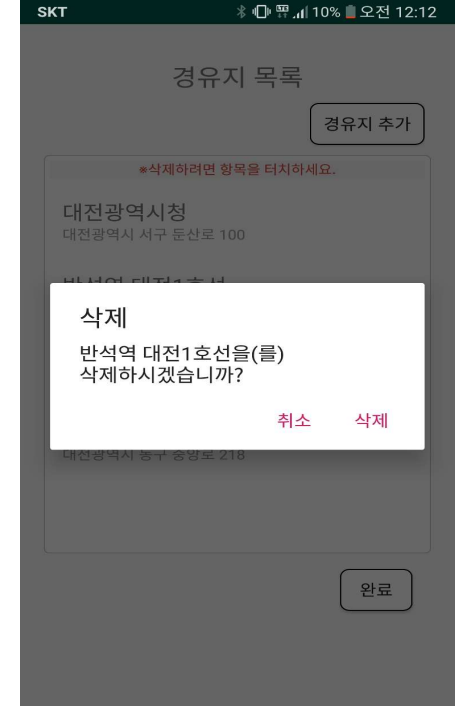 SKT 10% 오전 12:12
경유지 목록
경유지 추가
*삭제하려면 항목을 터치하세요.
대전광역시청
대전광역시 서구 둔산로 100
삭제
반석역 대전1호선을(를)
삭제하시겠습니까?
취소 삭제
대전광역시 동구 중앙로 218
완료